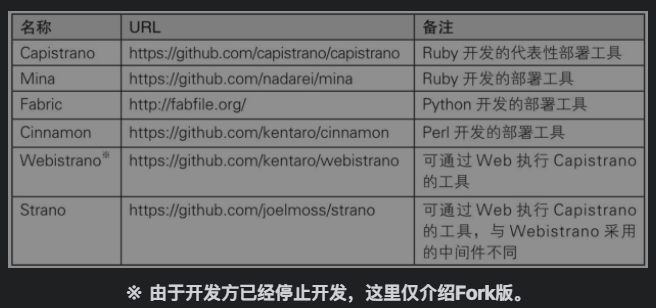 名称 URL 备注
Capistrano https://github.com/capistrano/capistrano Ruby 开发的代表性部署工具
Mina https://github.com/nadarei/mina Ruby 开发的部署工具
Fabric http://fabfile.org/ Python 开发的部署工具
Cinnamon https://github.com/kentaro/cinnamon Perl 开发的部署工具
Webistrano※ https://github.com/kentaro/webistrano 可通过 Web 执行 Capistrano
的工具
Strano https://github.com/joelmoss/strano 可通过 Web 执行 Capistrano
的工具，与 Webistrano 采用
的中间件不同
※ 由于开发方已经停止开发，这里仅介绍Fork版。